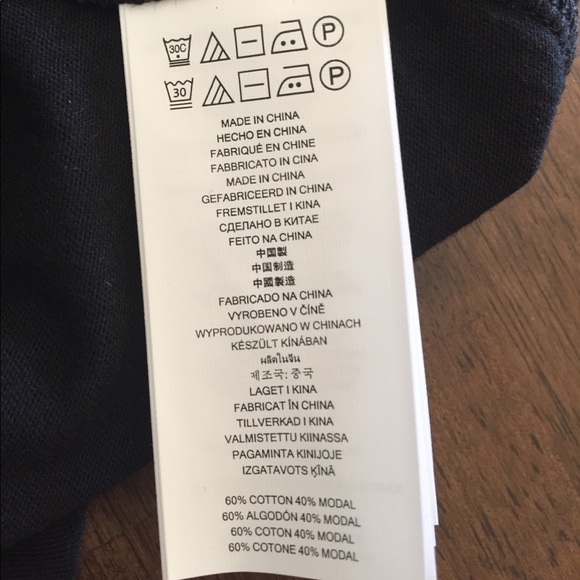 30C P
30 P
MADE IN CHINA
HECHO EN CHINA
FABRIQUÉ EN CHINE
FABBRICATO IN CINA
MADE IN CHINA
GEFABRICEERD IN CHINA
FREMSTILLET I KINA
СДЕЛАНО В КИТАЕ
FEITO NA CHINA
中国製
中国制造
中國製造
FABRICADO NA CHINA
VYROBENO V ČÍNĚ
WYPRODUKOWANO W CHINACH
KÉSZÜLT KÍNÁBAN
ผลิตในจีน
제조국: 중국
LAGET I KINA
FABRICAT ÎN CHINA
TILLVERKAD I KINA
VALMISTETTU KIINASSA
PAGAMINTA KINIJOJE
IZGATAVOTS ĶĪNĀ
60% COTTON 40% MODAL
60% ALGODÓN 40% MODAL
60% COTON 40% MODAL
60% COTONE 40% MODAL